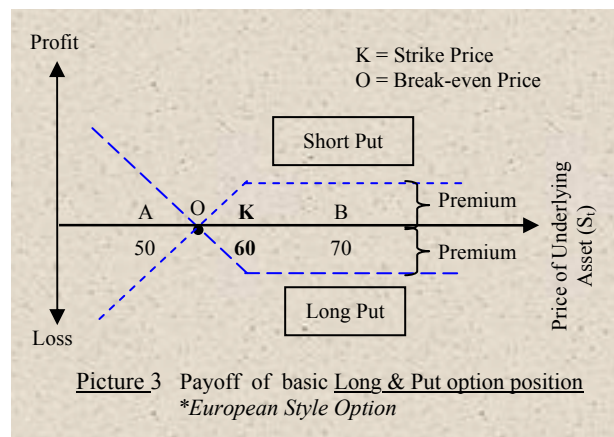 Profit
K = Strike Price
O = Break-even Price
Short Put
Premium
A O K B
50 60 70
Premium
Price of Underlying
Asset (St)
Long Put
Loss
Picture 3 Payoff of basic Long & Put option position
*European Style Option